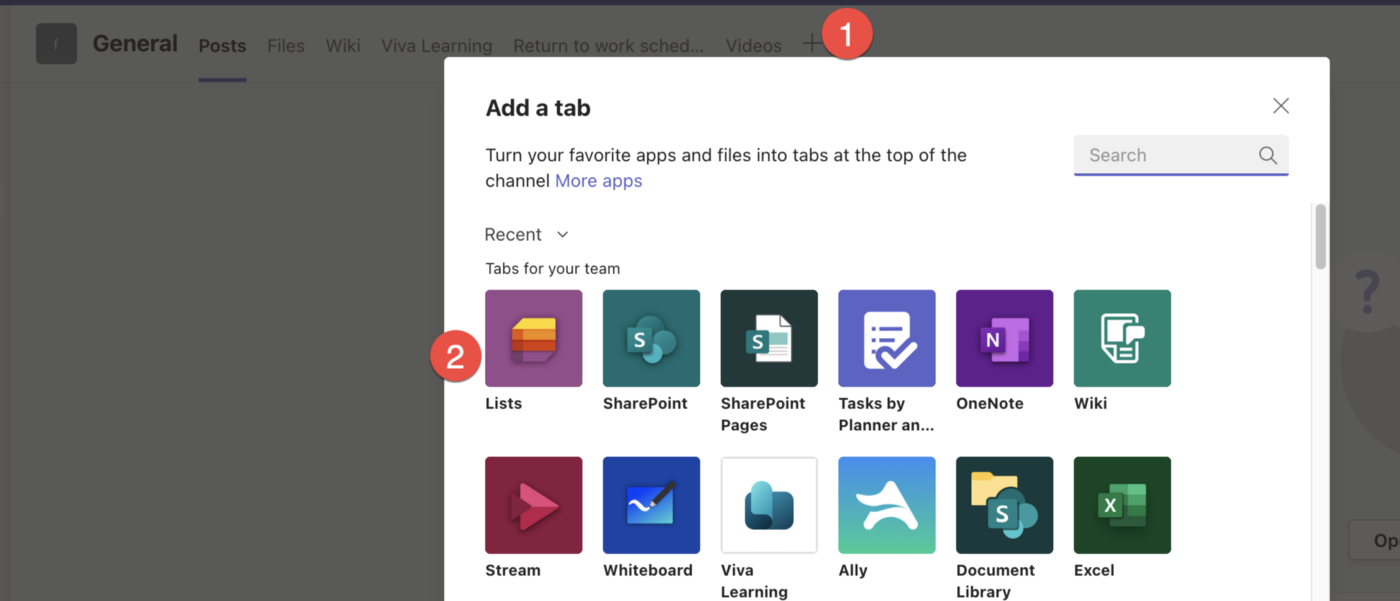 f General Posts Files Wiki Viva Learning Return to work sched... Videos + 1
Add a tab
Turn your favorite apps and files into tabs at the top of the
channel More apps
Search
Recent
Tabs for your team
?
2
S S N
Lists SharePoint SharePoint Tasks by OneNote Wiki
Pages Planner an...
S X
Stream Whiteboard Viva Ally Document Excel
Learning Library
Op